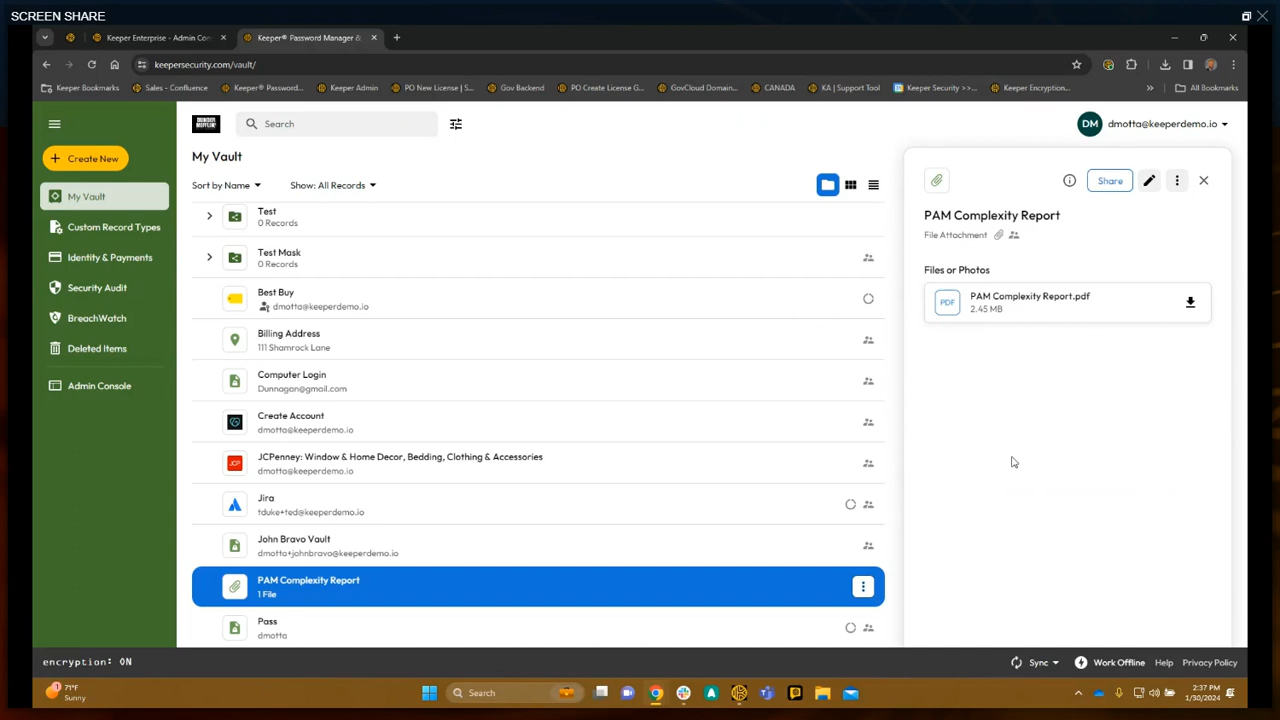 SCREEN SHARE
Keeper Enterprise - Admin Con
Keeper® Password Manager &
keepersecurity.com/vault/
Keeper Bookmarks
Sales - Confluence
Keeper® Password...
Keeper Admin
PO New License | S...
Gov Backend
PO Create License G...
GovCloud Domain...
CANADA
KA | Support Tool
Keeper Security >>...
Keeper Encryption...
All Bookmarks
DUNDER
MIFFLIN
Search
DM
dmotta@keeperdemo.io
Create New
My Vault
Custom Record Types
Identity & Payments
Security Audit
BreachWatch
Deleted Items
Admin Console
My Vault
Sort by Name
Show: All Records
Test
0 Records
Test Mask
0 Records
Best Buy
dmotta@keeperdemo.io
Billing Address
111 Shamrock Lane
Computer Login
Dunnagan@gmail.com
Create Account
dmotta@keeperdemo.io
JCP
JCPenney: Window & Home Decor, Bedding, Clothing & Accessories
dmotta@keeperdemo.io
Jira
tduke+ted@keeperdemo.io
John Bravo Vault
dmotta+johnbravo@keeperdemo.io
PAM Complexity Report
1 File
Pass
dmotta
Share
PAM Complexity Report
File Attachment
Files or Photos
PDF
PAM Complexity Report.pdf
2.45 MB
encryption: ON
Sync
Work Offline
Help
Privacy Policy
1
71°F
Sunny
Search
2:37 PM
1/30/2024